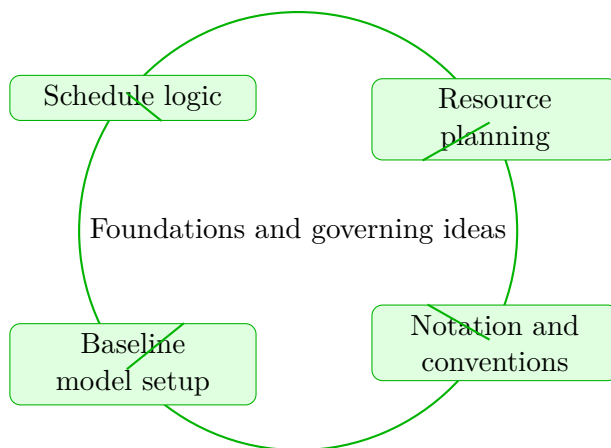 Schedule logic
Resource
planning
Foundations and governing ideas
Baseline
model setup
Notation and
conventions